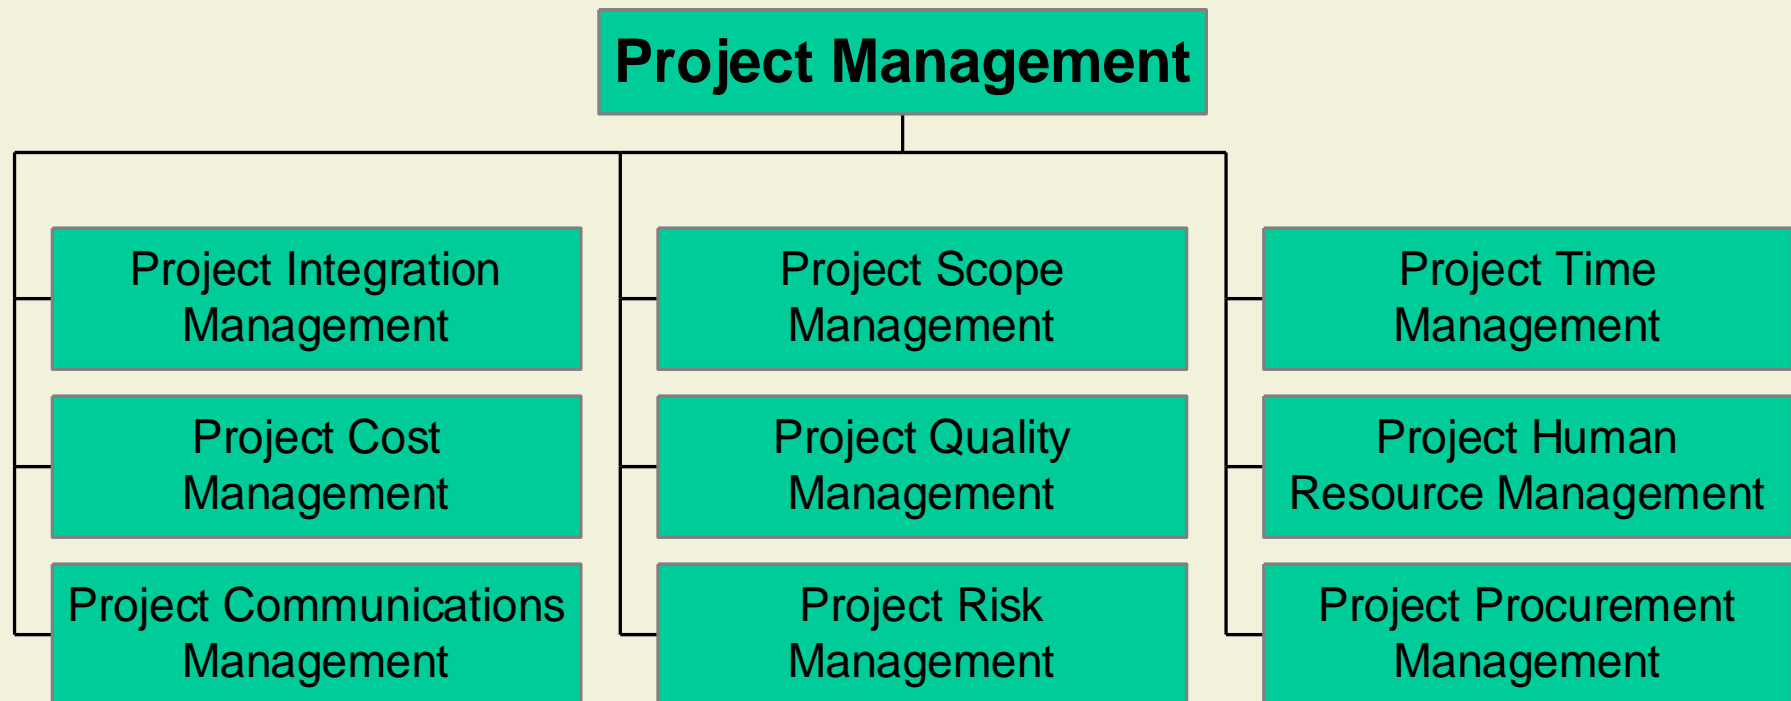 Project Management
Project Integration
Management
Project Scope
Management
Project Time
Management
Project Cost
Management
Project Quality
Management
Project Human
Resource Management
Project Communications
Management
Project Risk
Management
Project Procurement
Management